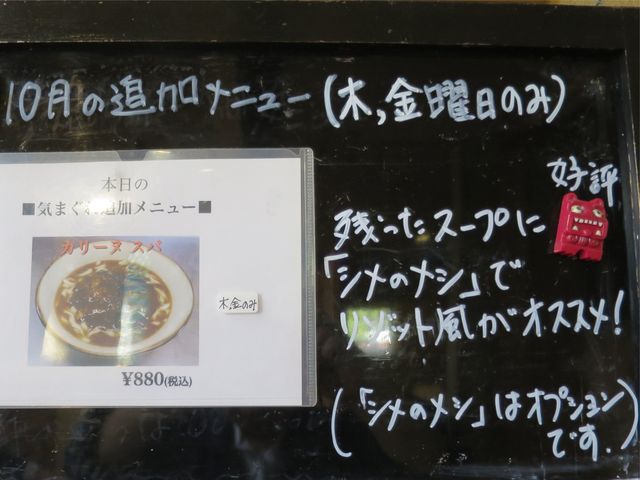 10月の追加メニュー(木,金曜日のみ)
本日の
■気まぐれ追加メニュー■
カリーヌ スパ
木,金のみ
¥880(税込)
好評
残ったスープに
「シメのメシ」で
リゾット風がオススメ!
(「シメのメシ」はオプション
です.)